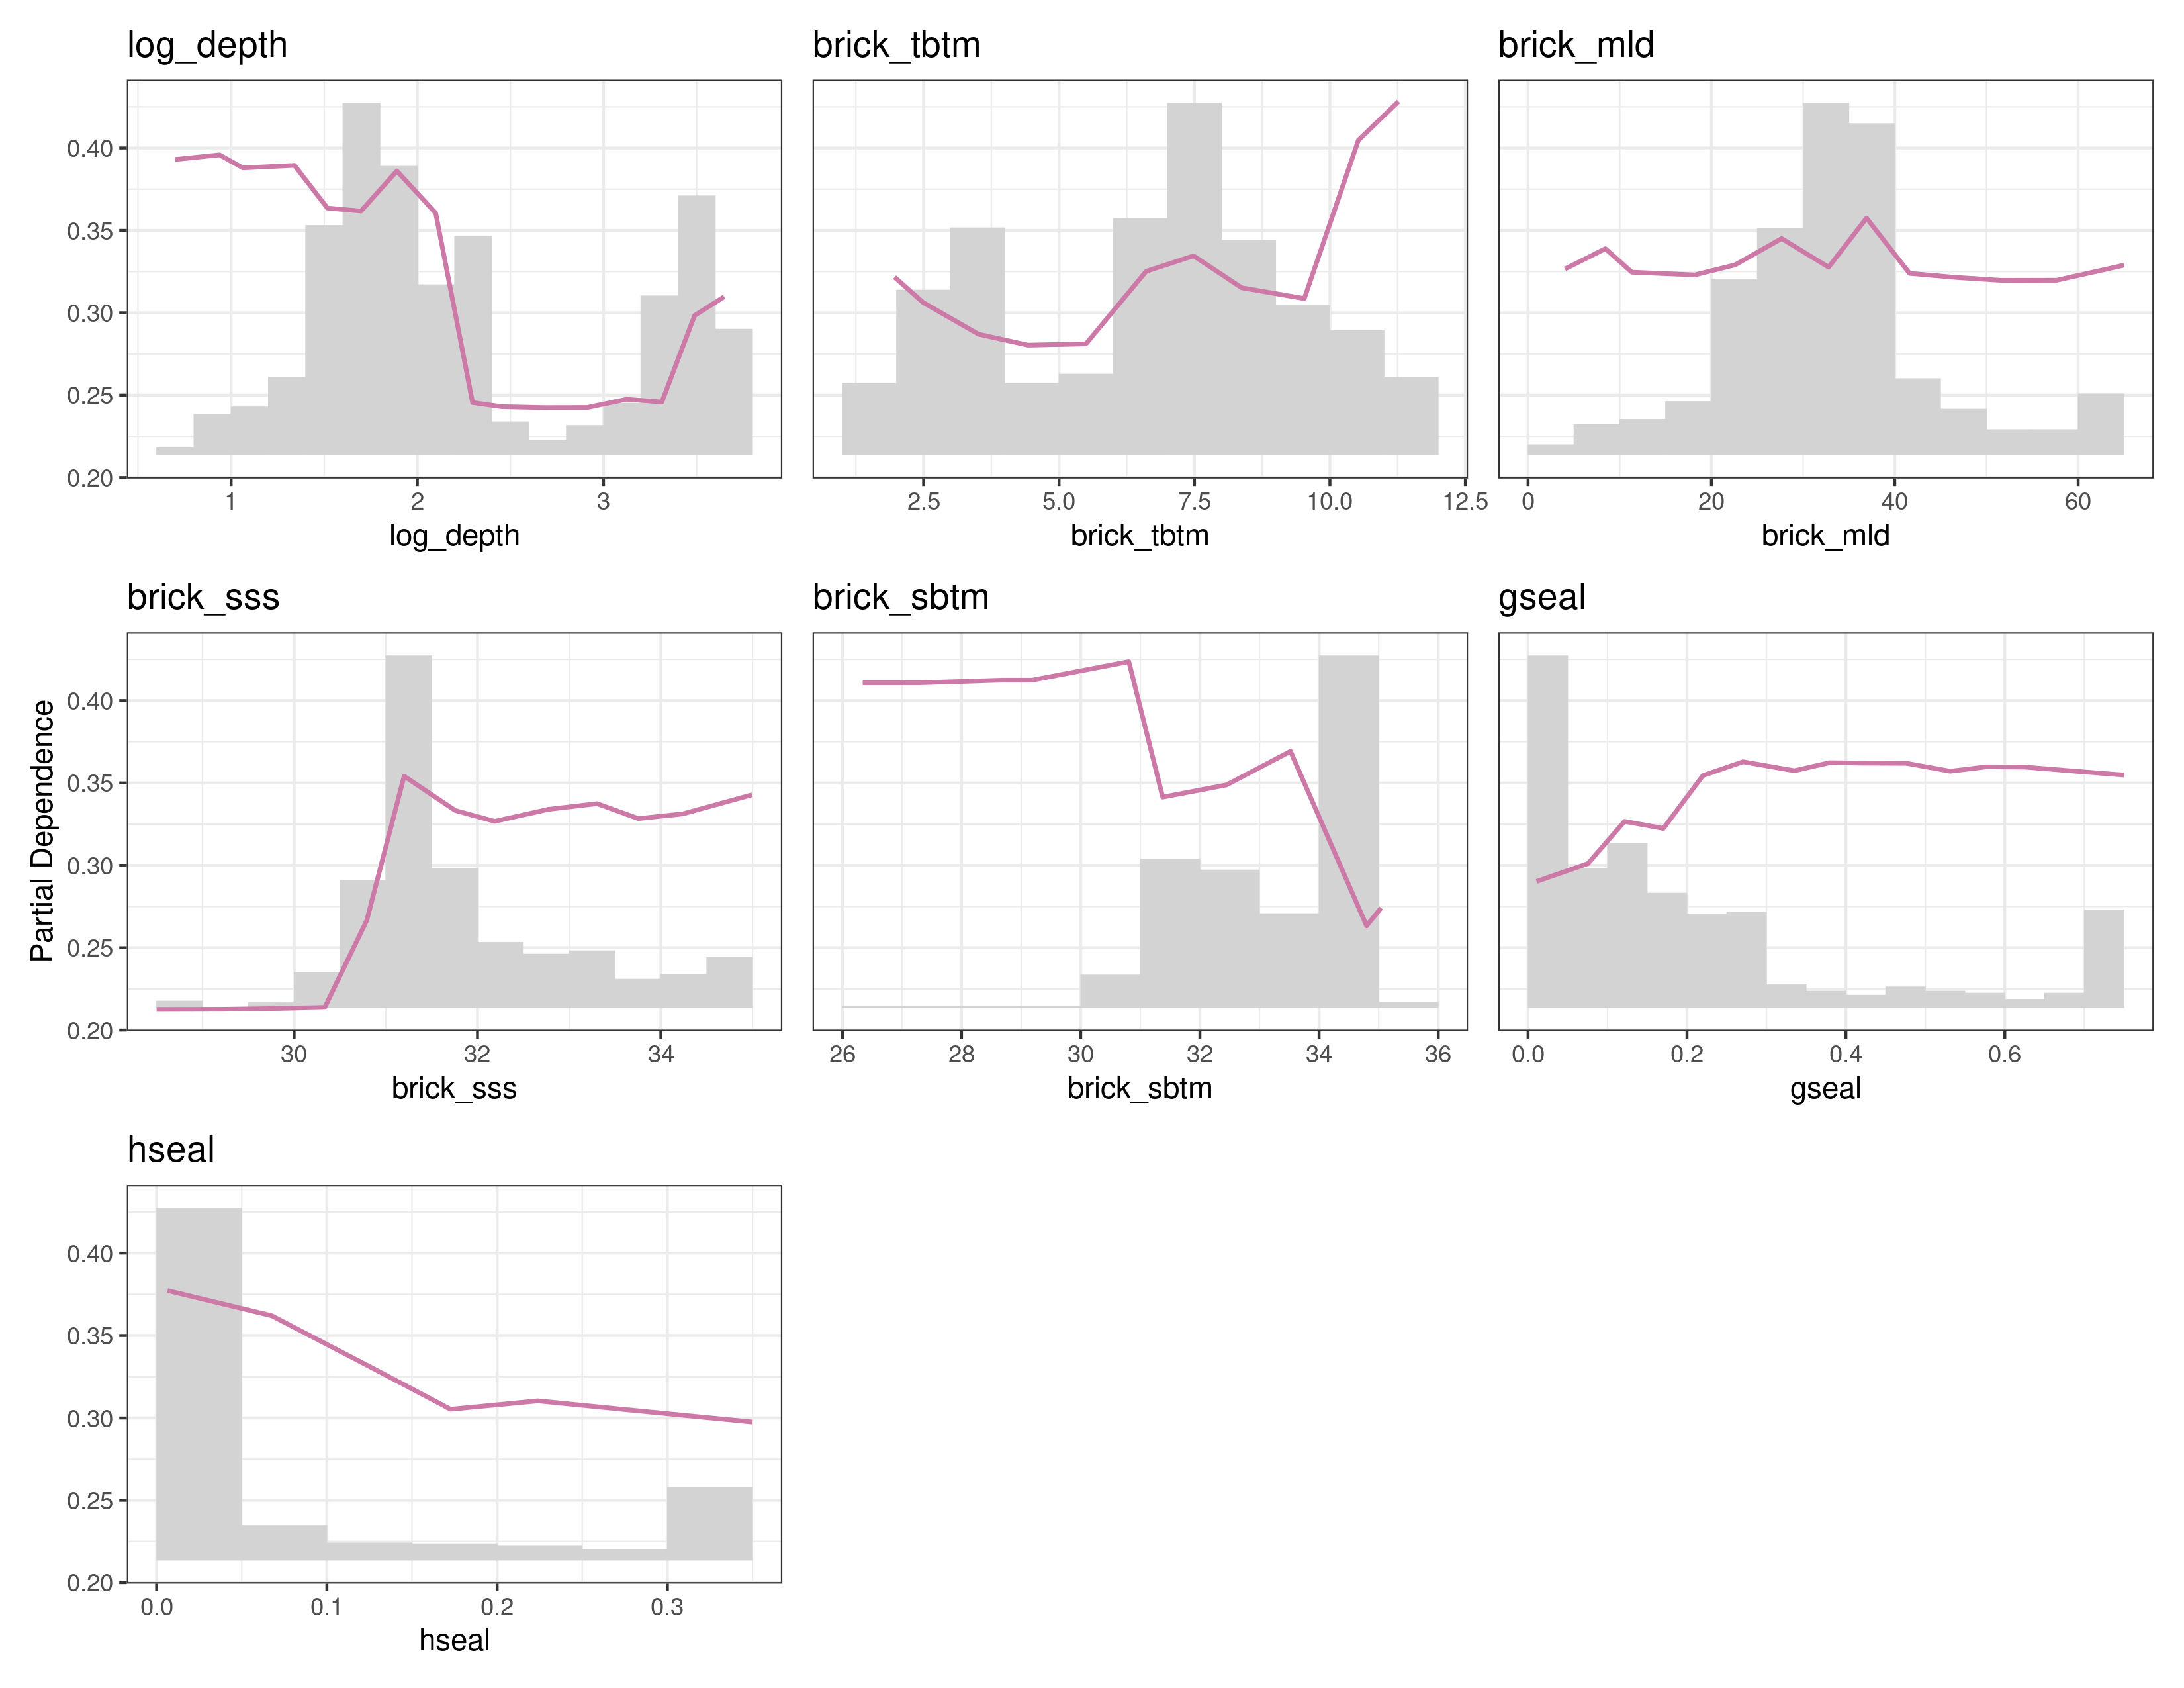 log_depth
brick_tbtm
brick_mld
0.40
0.35
0.30
0.25
0.20
1 2 3
2.5 5.0 7.5 10.0 12.5
0 20 40 60
log_depth
brick_tbtm
brick_mld
brick_sss
brick_sbtm
gseal
Partial Dependence
0.40
0.35
0.30
0.25
0.20
30 32 34
26 28 30 32 34 36
0.0 0.2 0.4 0.6
brick_sss
brick_sbtm
gseal
hseal
0.40
0.35
0.30
0.25
0.20
0.0 0.1 0.2 0.3
hseal